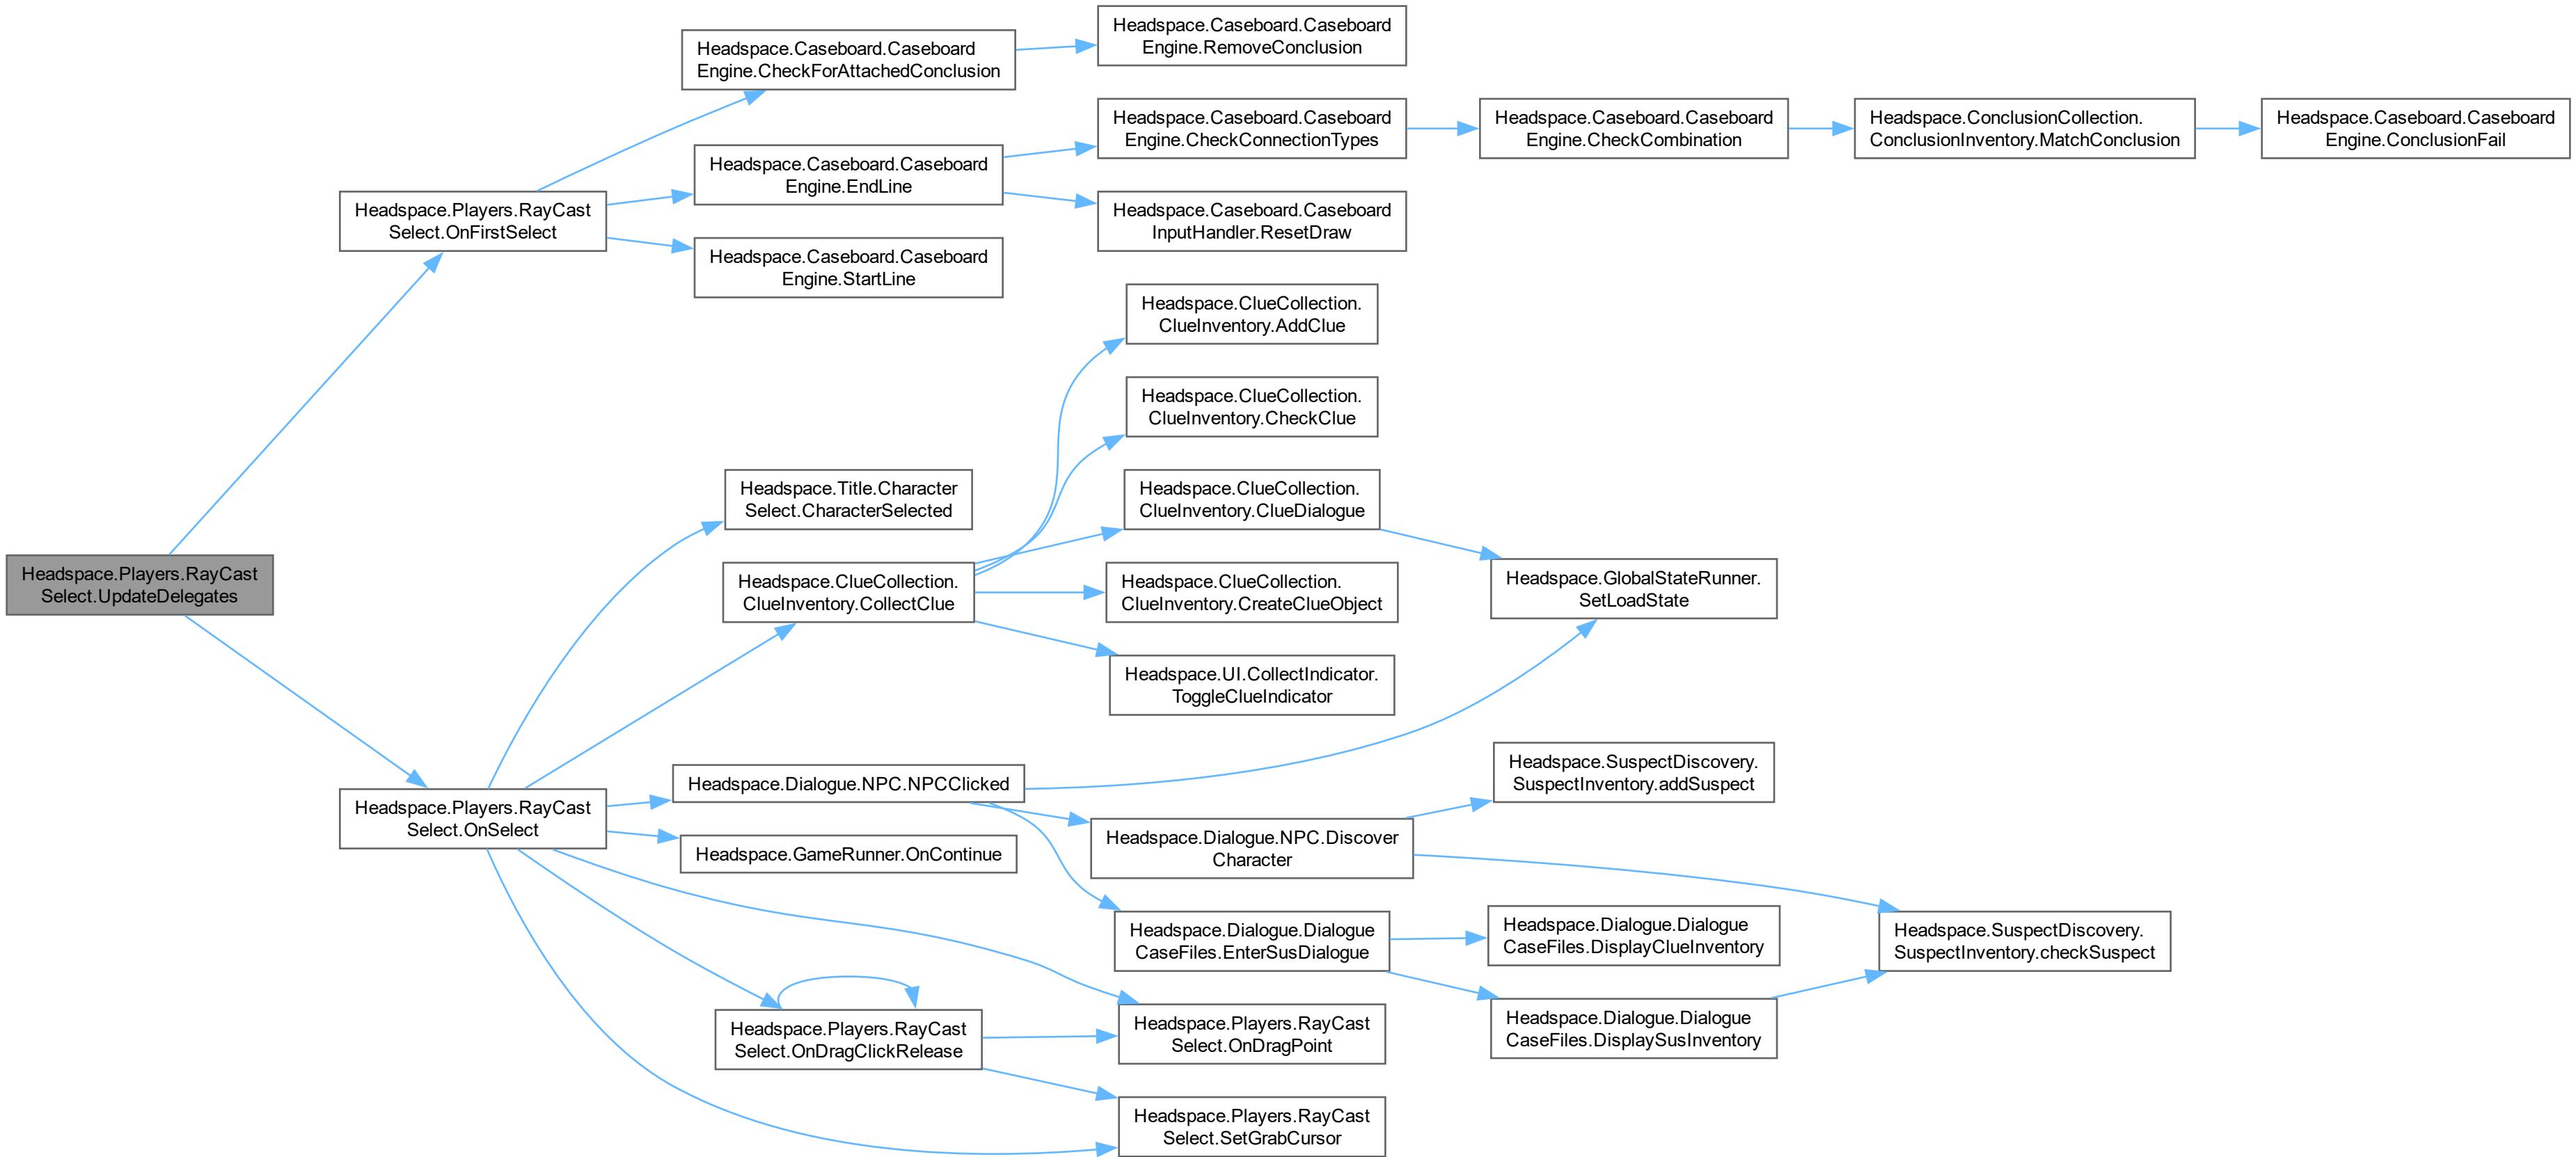 Headspace.Caseboard.Caseboard
Engine.RemoveConclusion
Headspace.Caseboard.Caseboard
Engine.CheckForAttachedConclusion
Headspace.Caseboard.Caseboard
Engine.CheckConnectionTypes
Headspace.Caseboard.Caseboard
Engine.CheckCombination
Headspace.ConclusionCollection.
ConclusionInventory.MatchConclusion
Headspace.Caseboard.Caseboard
Engine.ConclusionFail
Headspace.Caseboard.Caseboard
Engine.EndLine
Headspace.Players.RayCast
Select.OnFirstSelect
Headspace.Caseboard.Caseboard
InputHandler.ResetDraw
Headspace.Caseboard.Caseboard
Engine.StartLine
Headspace.ClueCollection.
ClueInventory.AddClue
Headspace.ClueCollection.
ClueInventory.CheckClue
Headspace.Title.Character
Select.CharacterSelected
Headspace.ClueCollection.
ClueInventory.ClueDialogue
Headspace.Players.RayCast
Select.UpdateDelegates
Headspace.ClueCollection.
ClueInventory.CollectClue
Headspace.ClueCollection.
ClueInventory.CreateClueObject
Headspace.GlobalStateRunner.
SetLoadState
Headspace.UI.CollectIndicator.
ToggleClueIndicator
Headspace.Dialogue.NPC.NPCClicked
Headspace.SuspectDiscovery.
SuspectInventory.addSuspect
Headspace.Players.RayCast
Select.OnSelect
Headspace.GameRunner.OnContinue
Headspace.Dialogue.NPC.Discover
Character
Headspace.Dialogue.Dialogue
CaseFiles.EnterSusDialogue
Headspace.Dialogue.Dialogue
CaseFiles.DisplayClueInventory
Headspace.SuspectDiscovery.
SuspectInventory.checkSuspect
Headspace.Players.RayCast
Select.OnDragClickRelease
Headspace.Players.RayCast
Select.OnDragPoint
Headspace.Dialogue.Dialogue
CaseFiles.DisplaySusInventory
Headspace.Players.RayCast
Select.SetGrabCursor